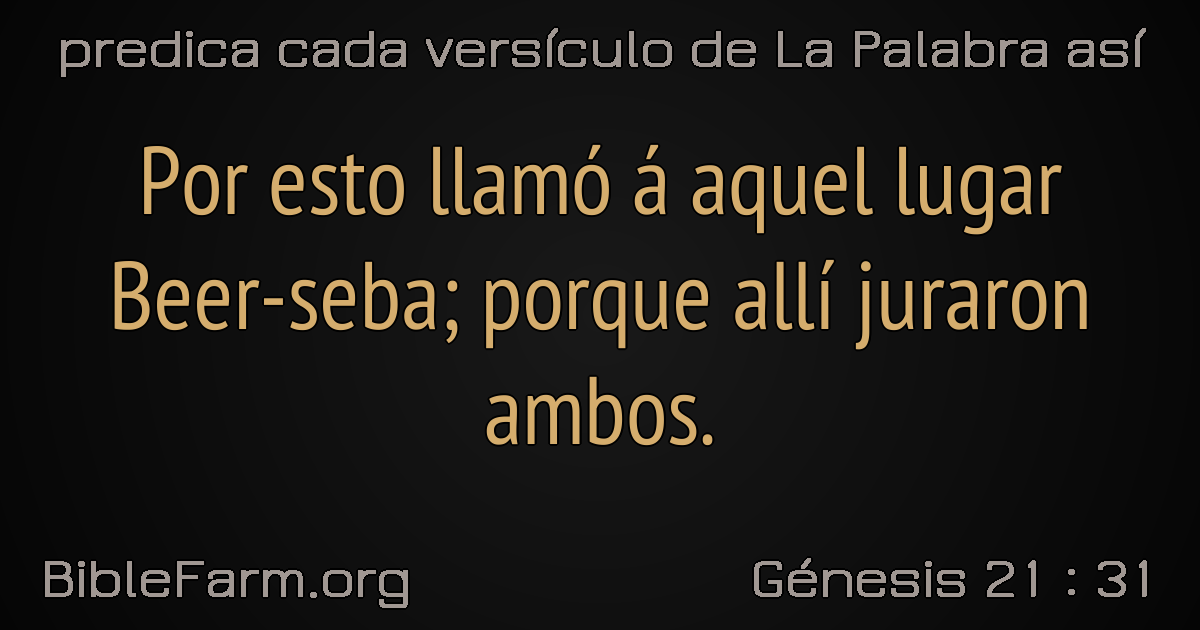 predica cada versículo de La Palabra así
Por esto llamó á aquel lugar
Beer-seba; porque allí juraron
ambos.
BibleFarm.org
Génesis 21 : 31